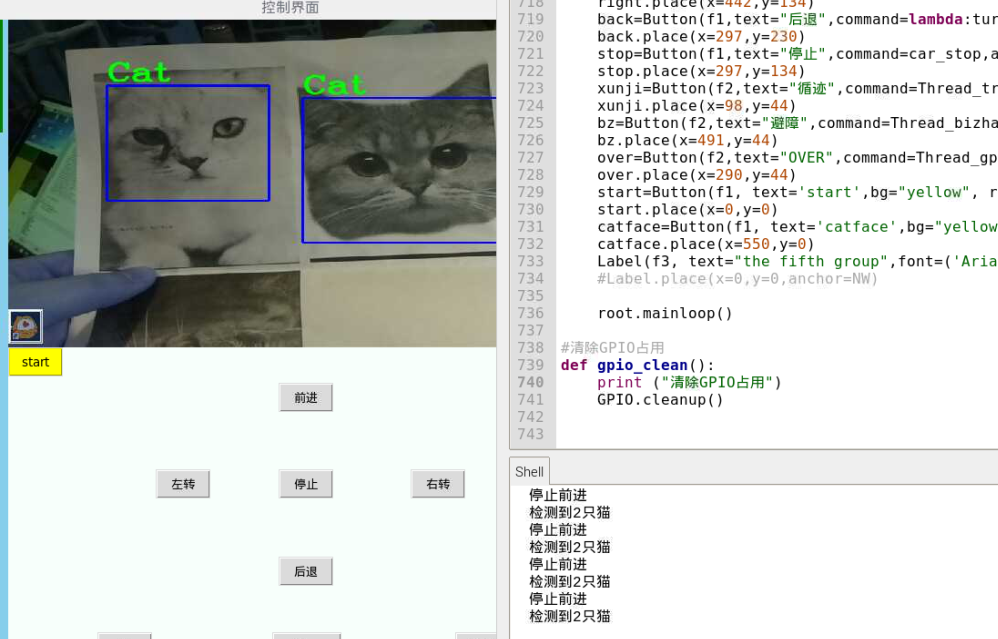 控制界面
Cat
Cat
start
前进
左转
停止
右转
后退
718 right.place(x=442,y=134)
719 back=Button(f1,text="后退",command=lambda:tur
720 back.place(x=297,y=230)
721 stop=Button(f1,text="停止",command=car_stop,a
722 stop.place(x=297,y=134)
723 xunji=Button(f2,text="循迹",command=Thread_tr
724 xunji.place(x=98,y=44)
725 bz=Button(f2,text="避障",command=Thread_bizha
726 bz.place(x=491,y=44)
727 over=Button(f2,text="OVER",command=Thread_gp
728 over.place(x=290,y=44)
729 start=Button(f1, text='start',bg="yellow", r
730 start.place(x=0,y=0)
731 catface=Button(f1, text='catface',bg="yellow
732 catface.place(x=550,y=0)
733 Label(f3, text="the fifth group",font=('Aria
734 #Label.place(x=0,y=0,anchor=NW)
735
736 root.mainloop()
737
738 #清除GPIO占用
739 def gpio_clean():
740 print ("清除GPIO占用")
741 GPIO.cleanup()
742
743
Shell
停止前进
检测到2只猫
停止前进
检测到2只猫
停止前进
检测到2只猫
停止前进
检测到2只猫